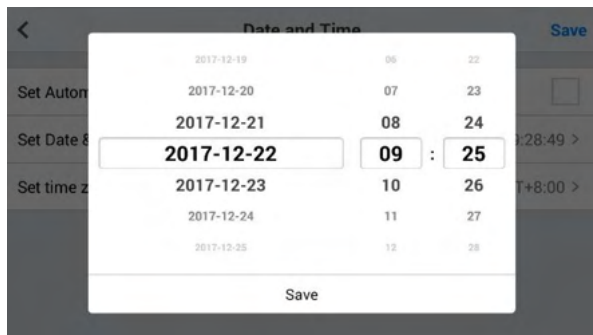 < Date and Time Save
2017-12-19 06 22
Set Autom
2017-12-20 07 23
2017-12-21 08 24
Set Date & 9:28:49 >
2017-12-22 09 : 25
2017-12-23 10 26
Set time z T+8:00 >
2017-12-24 11 27
2017-12-25 12 28
Save